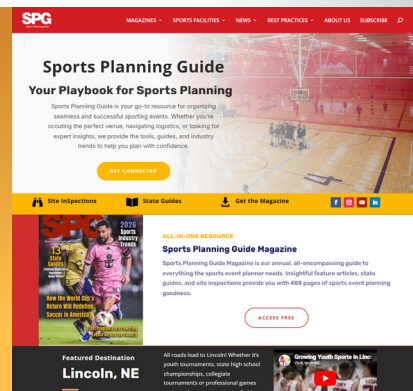 SPG
MAGAZINES
SPORTS FACILITIES
NEWS
BEST PRACTICES
ABOUT US
SUBSCRIBE
Sports Planning Guide
Your Playbook for Sports Planning
Sports Planning Guide is your go-to resource for organizing
seamless and successful sporting events. Whether you're
scouting the perfect venue, navigating logistics, or looking for
expert insights, we provide the tools, guides, and industry
trends to help you plan with confidence.
GET CONNECTED
Site InSpections
State Guides
Get the Magazine
SPG
2026
Sports
Industry
Trends
13
State
Guides
How the World Cup's
Return Will Redefine
Soccer in America
ALL-IN-ONE RESOURCE
Sports Planning Guide Magazine
Sports Planning Guide Magazine is our annual, all-encompassing guide to
everything the sports event planner needs. Insightful feature articles, state
guides, and site inspections provide you with 488 pages of sports event planning
goodness.
ACCESS FREE
Featured Destination
Lincoln, NE
All roads lead to Lincoln! Whether it's
youth tournaments, state high school
championships, collegiate
tournaments or professional games
Growing Youth Sports in Linc